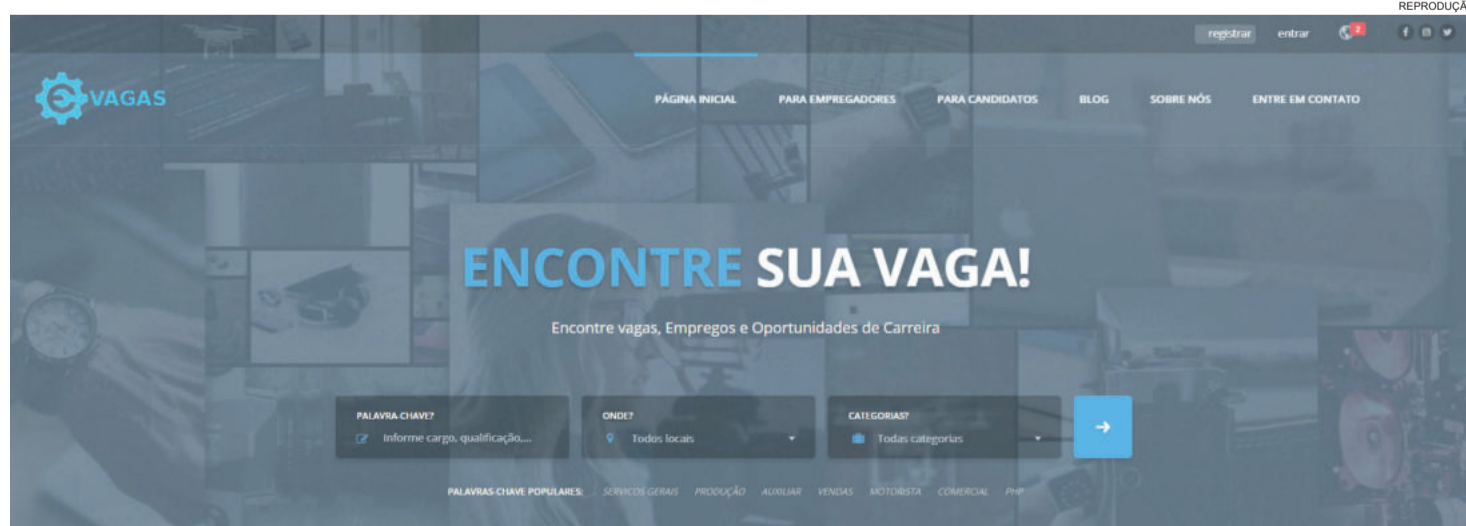 REPRODUÇÃ
registrar entrar 2
VAGAS
PÁGINA INICIAL PARA EMPREGADORES PARA CANDIDATOS BLOG SOBRE NÓS ENTRE EM CONTATO
ENCONTRE SUA VAGA!
Encontre vagas, Empregos e Oportunidades de Carreira
PALAVRA-CHAVE? ONDE? CATEGORIAS?
Informe cargo, qualificação,... Todos locais Todas categorias
PALAVRAS-CHAVE POPULARES: SERVICOS GERAIS PRODUÇÃO AUXILIAR VENDAS MOTORISTA COMERCIAL PHP